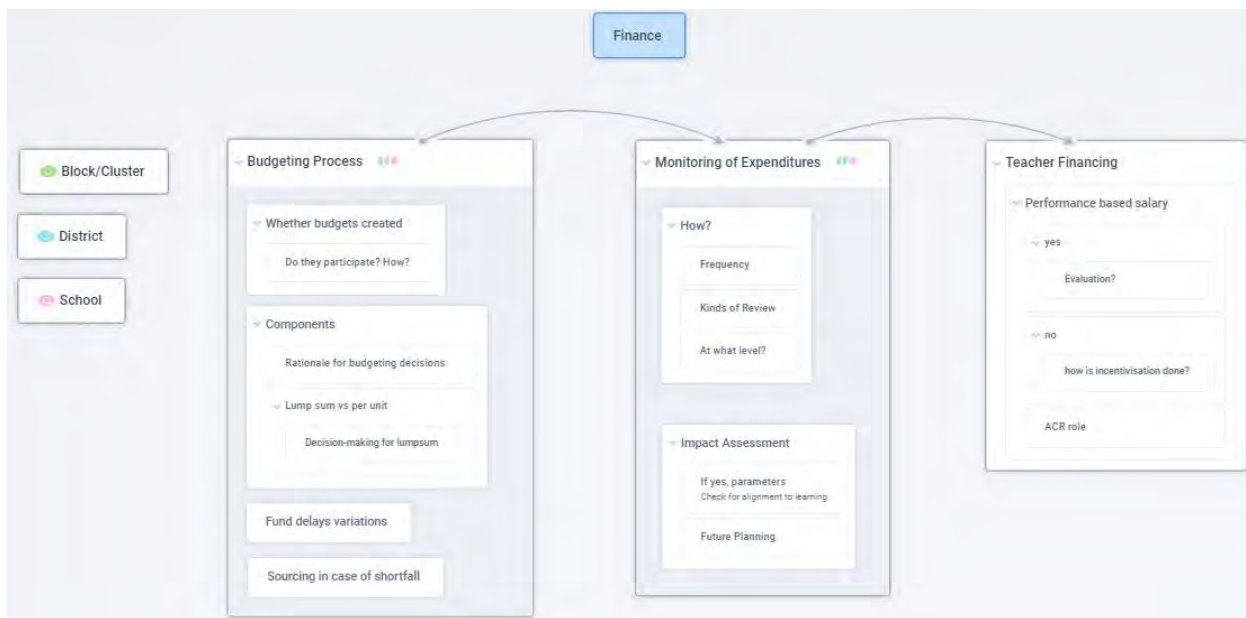 Finance
Block/Cluster
District
School
Budgeting Process
Whether budgets created
Do they participate? How?
Components
Rationale for budgeting decisions
Lump sum vs per unit
Decision-making for lumpsum
Fund delays variations
Sourcing in case of shortfall
Monitoring of Expenditures
How?
Frequency
Kinds of Review
At what level?
Impact Assessment
If yes, parameters
Check for alignment to learning
Future Planning
Teacher Financing
Performance based salary
yes
Evaluation?
no
how is incentivisation done?
ACR role